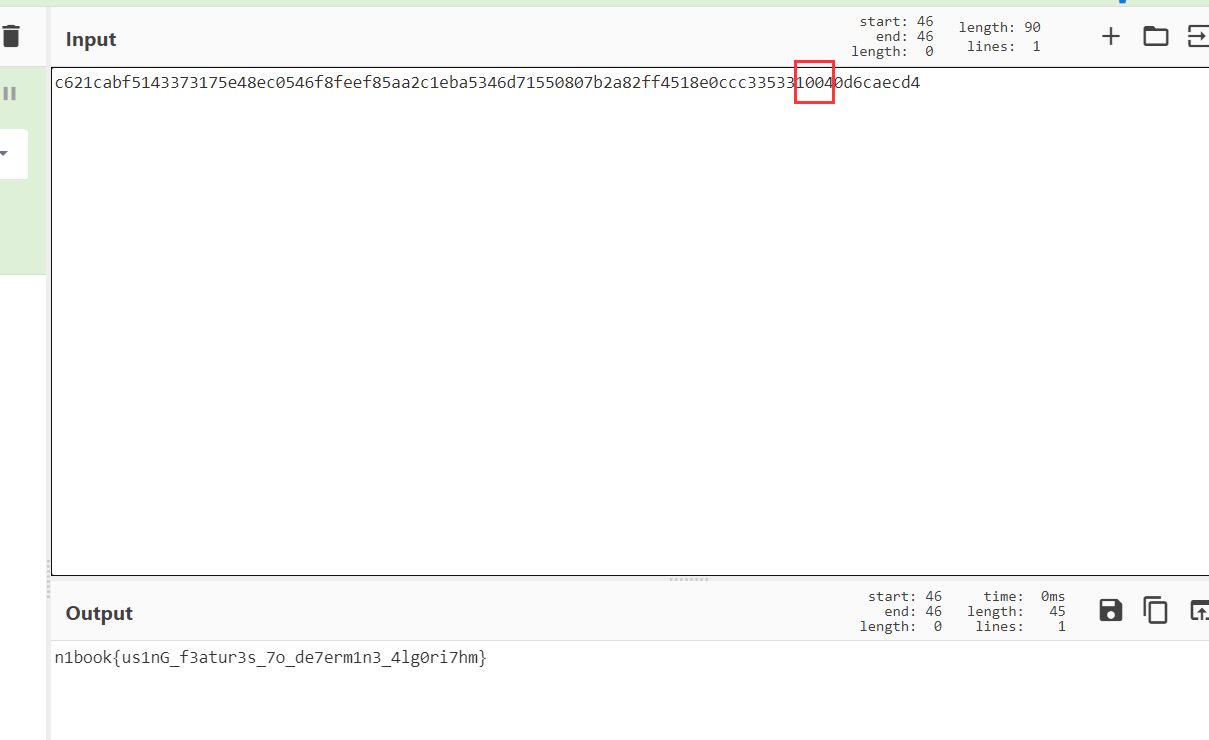 Input
start: 46
end: 46
length: 0
length: 90
lines: 1
c621cabf5143373175e48ec0546f8feef85aa2c1eba5346d71550807b2a82ff4518e0ccc3353310040d6caecd4
Output
start: 46
end: 46
length: 0
time: 0ms
length: 45
lines: 1
n1book{us1nG_f3atur3s_7o_de7erm1n3_4lg0ri7hm}